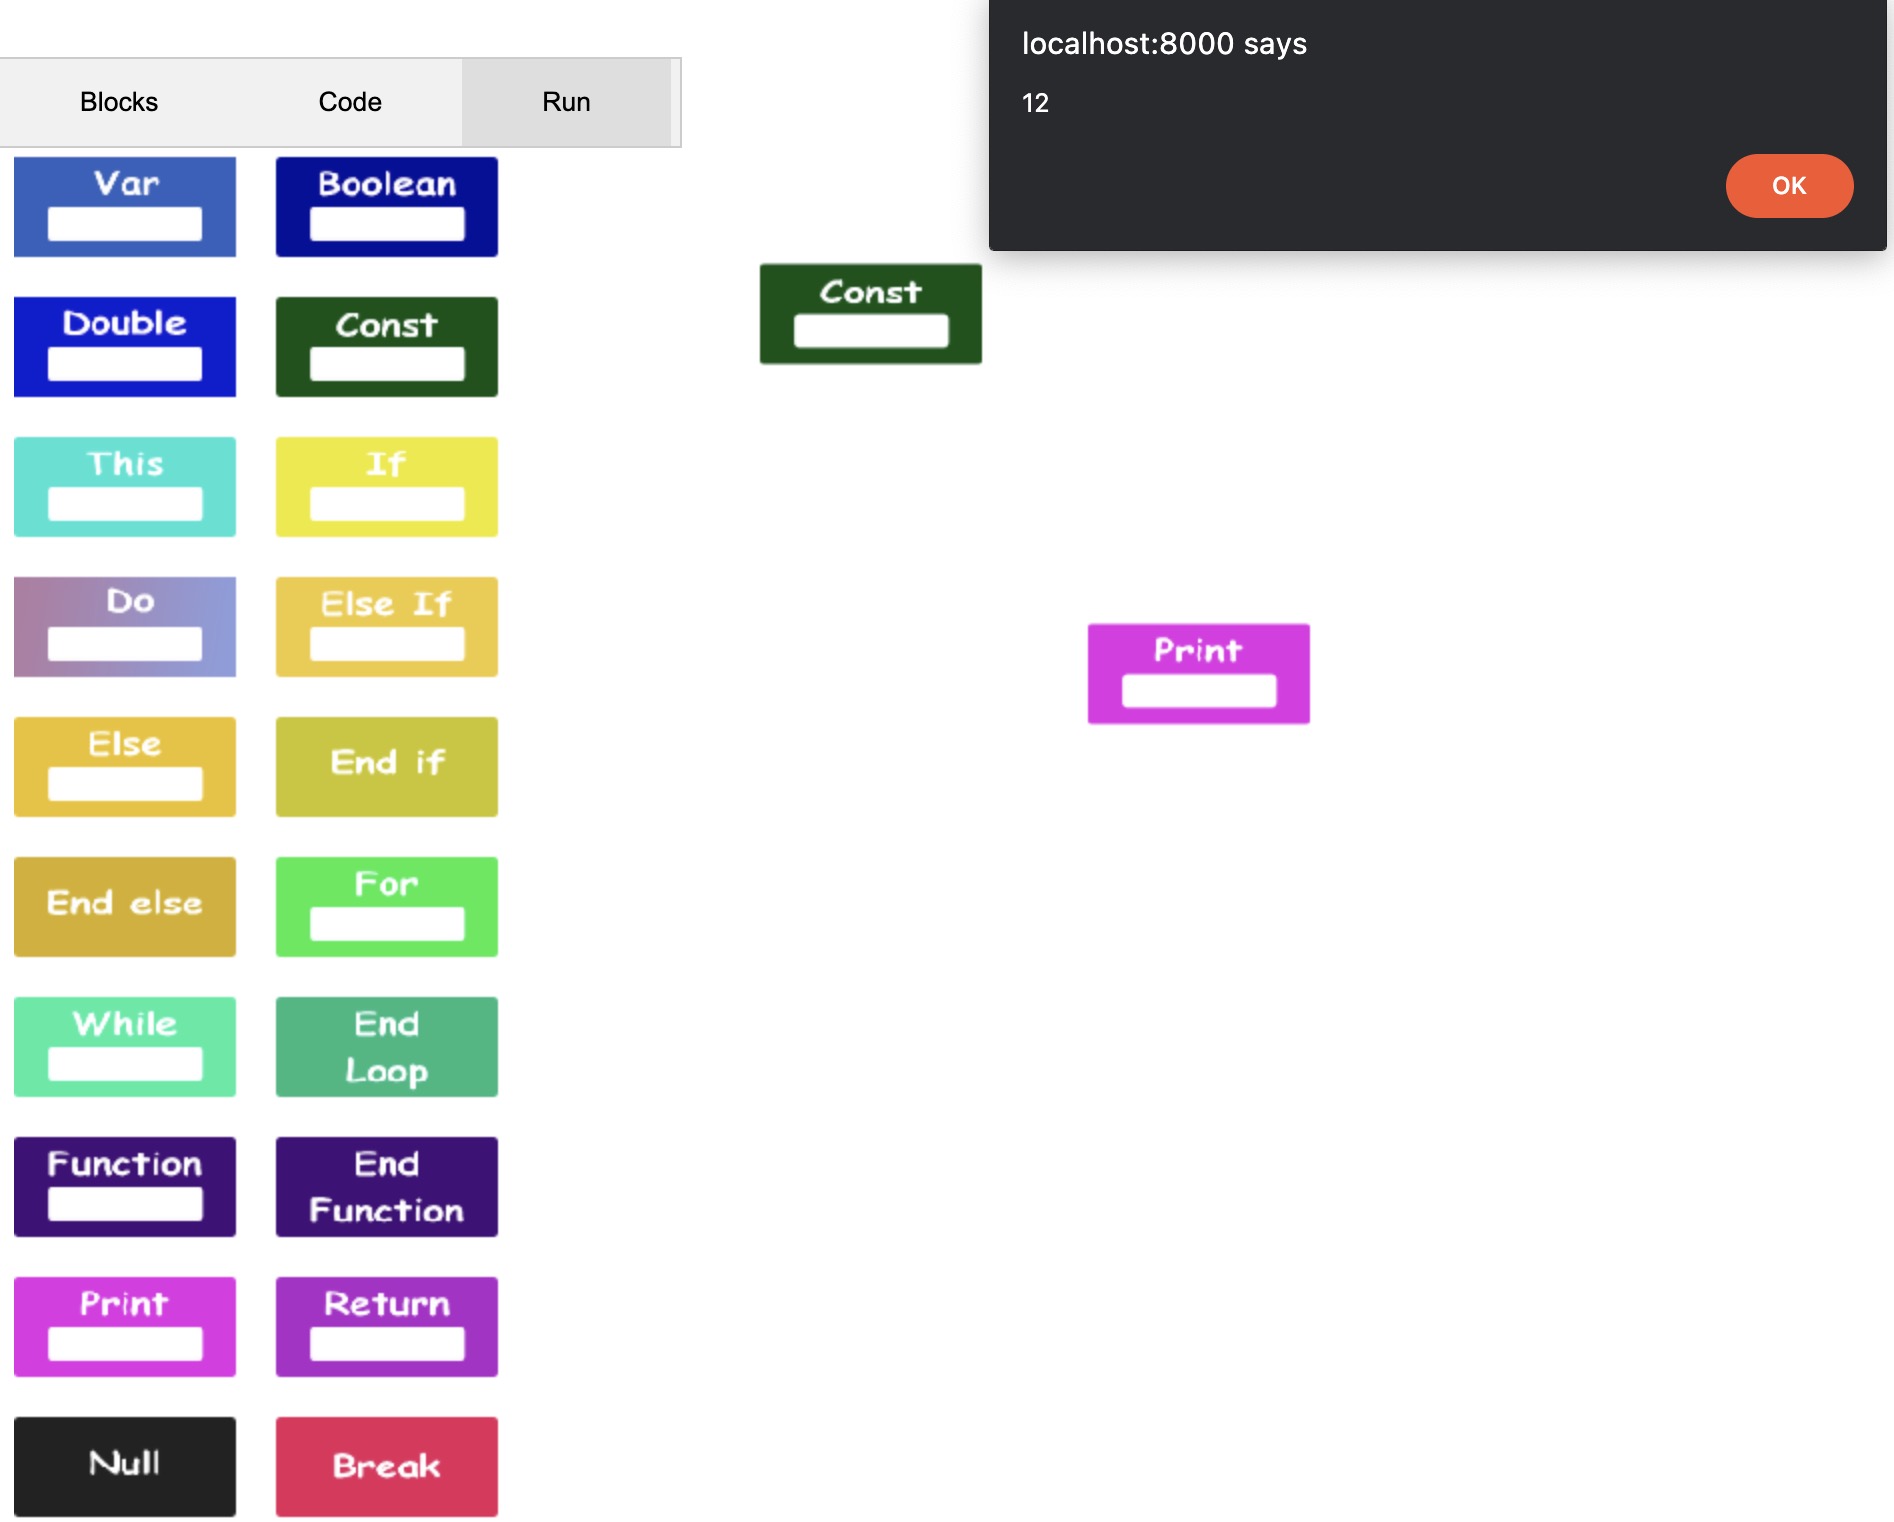 localhost:8000 says
12
OK
Blocks
Code
Run
Var
Boolean
Double
Const
This
If
Do
Else If
Else
End if
End else
For
While
End
Loop
Function
End
Function
Print
Return
Null
Break
Const
Print